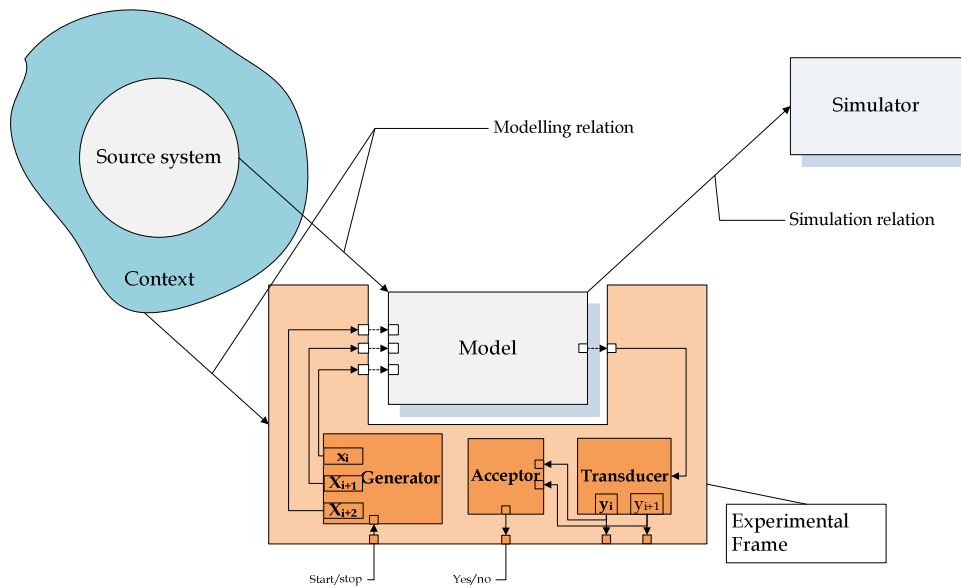 Source system
Context
Modelling relation
Simulator
Simulation relation
Model
xi
Xi+1
Xi+2
Generator
Acceptor
Transducer
yi
yi+1
Experimental
Frame
Start/stop
Yes/no